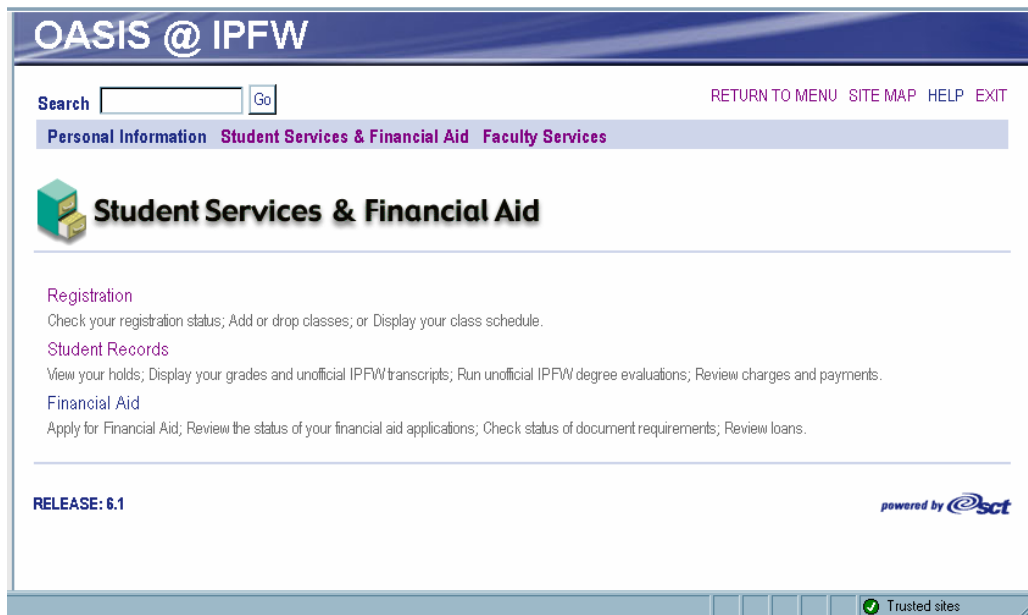 OASIS @ IPFW
Search Go RETURN TO MENU SITE MAP HELP EXIT
Personal Information Student Services & Financial Aid Faculty Services
Student Services & Financial Aid
Registration
Check your registration status; Add or drop classes; or Display your class schedule.
Student Records
View your holds; Display your grades and unofficial IPFW transcripts; Run unofficial IPFW degree evaluations; Review charges and payments.
Financial Aid
Apply for Financial Aid; Review the status of your financial aid applications; Check status of document requirements; Review loans.
RELEASE: 6.1 powered by sct
Trusted sites